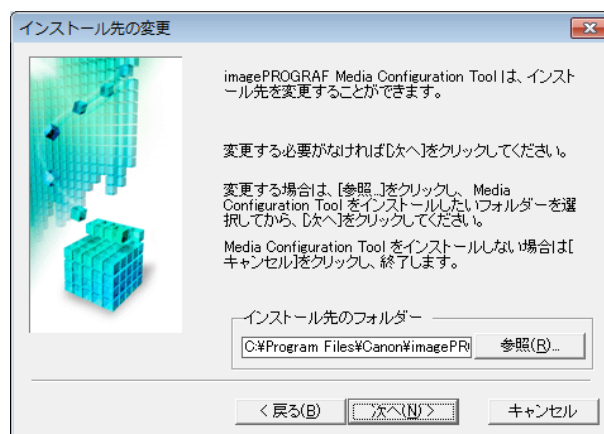 インストール先の変更
imagePROGRAF Media Configuration Tool は、インスト
ール先を変更することができます。
変更する必要がなければ[次へ]をクリックしてください。
変更する場合は、[参照...]をクリックし、 Media
Configuration Tool をインストールしたいフォルダーを選
択してから、[次へ]をクリックしてください。
Media Configuration Tool をインストールしない場合は[
キャンセル]をクリックし、終了します。
インストール先のフォルダー
C:¥Program Files¥Canon¥imagePR
参照(R)...
< 戻る(B)
次へ(N) >
キャンセル